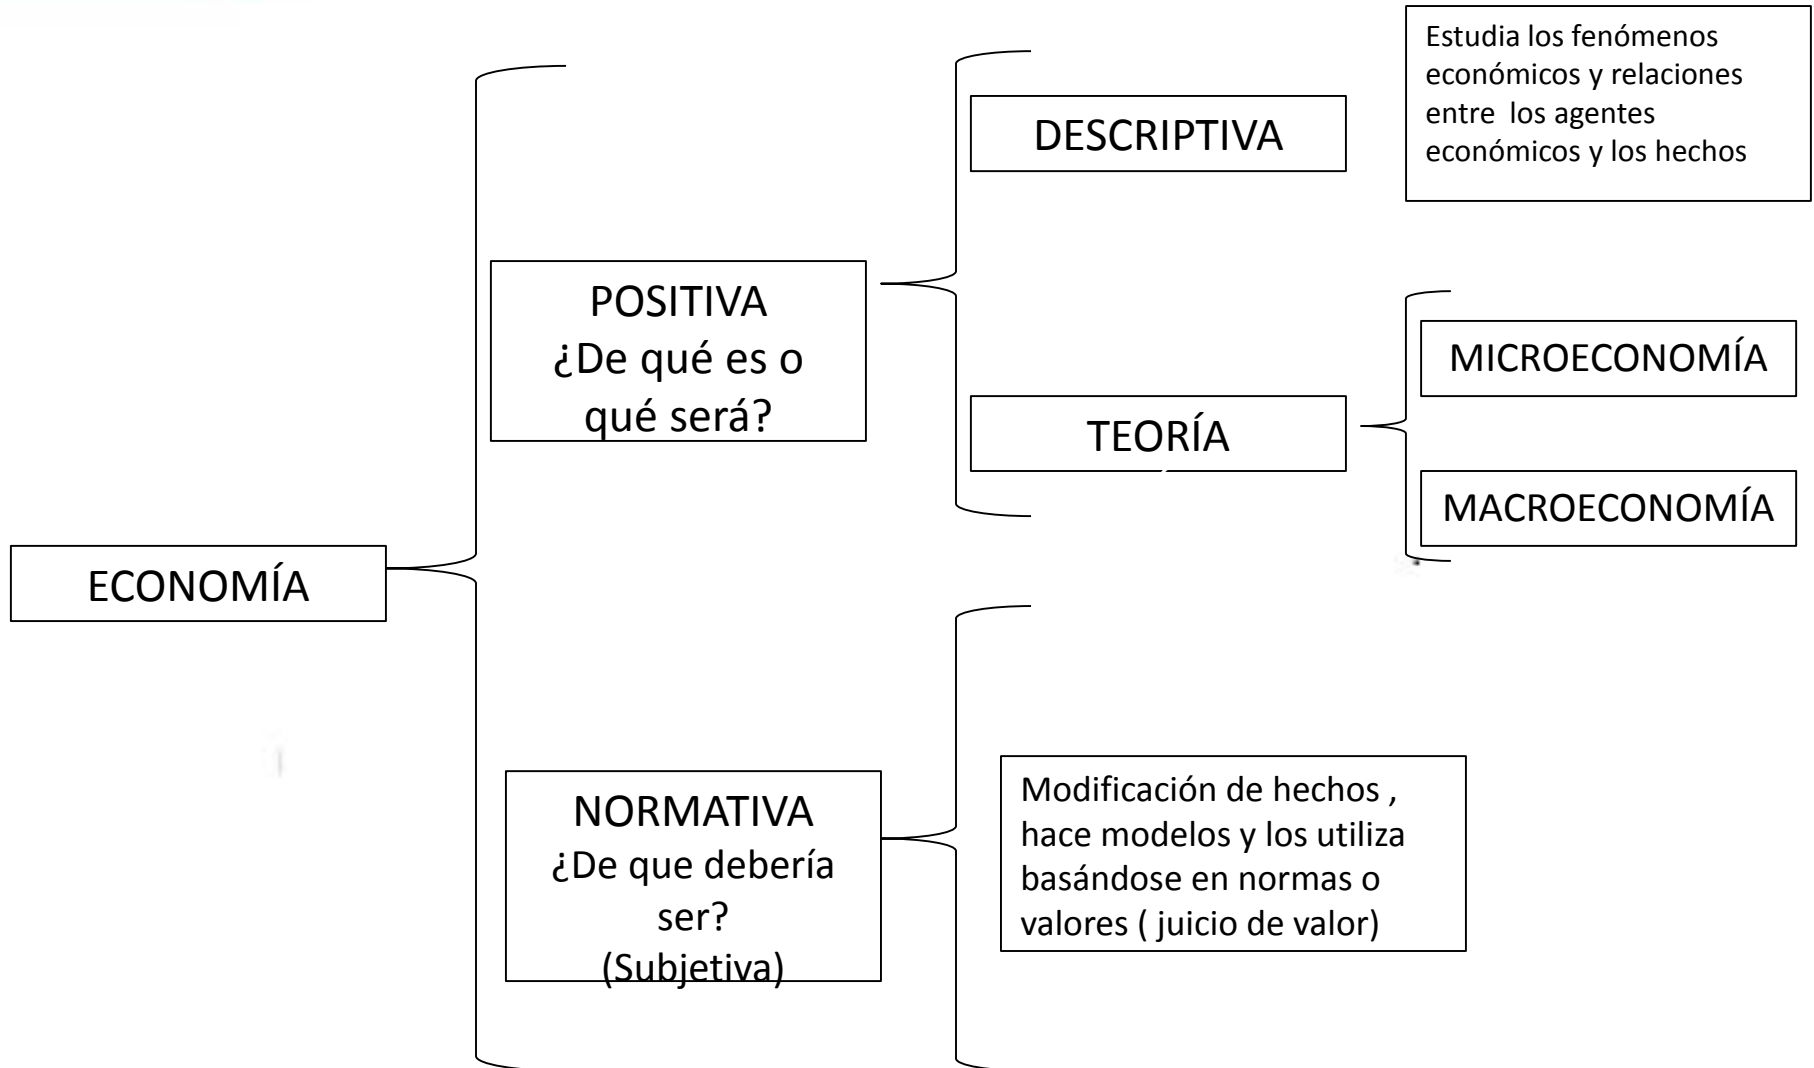 Estudia los fenómenos
económicos y relaciones
entre los agentes
económicos y los hechos
DESCRIPTIVA
POSITIVA
¿De qué es o
qué será?
MICROECONOMÍA
TEORÍA
MACROECONOMÍA
ECONOMÍA
NORMATIVA
¿De que debería
ser?
(Subjetiva)
Modificación de hechos ,
hace modelos y los utiliza
basándose en normas o
valores ( juicio de valor)